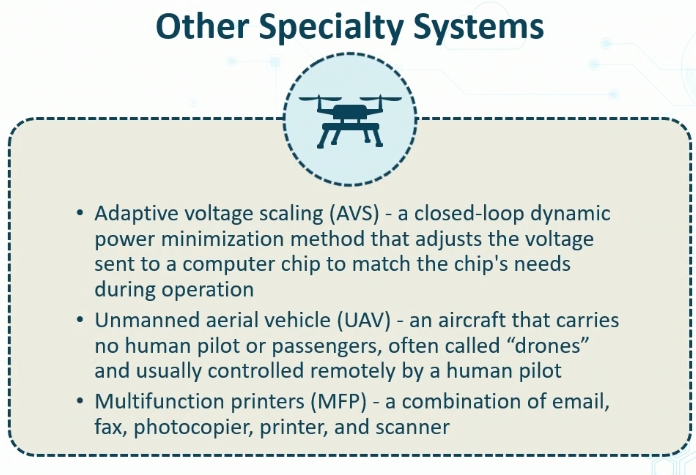 Other Specialty Systems
• Adaptive voltage scaling (AVS) - a closed-loop dynamic
power minimization method that adjusts the voltage
sent to a computer chip to match the chip's needs
during operation
• Unmanned aerial vehicle (UAV) - an aircraft that carries
no human pilot or passengers, often called “drones”
and usually controlled remotely by a human pilot
• Multifunction printers (MFP) - a combination of email,
fax, photocopier, printer, and scanner